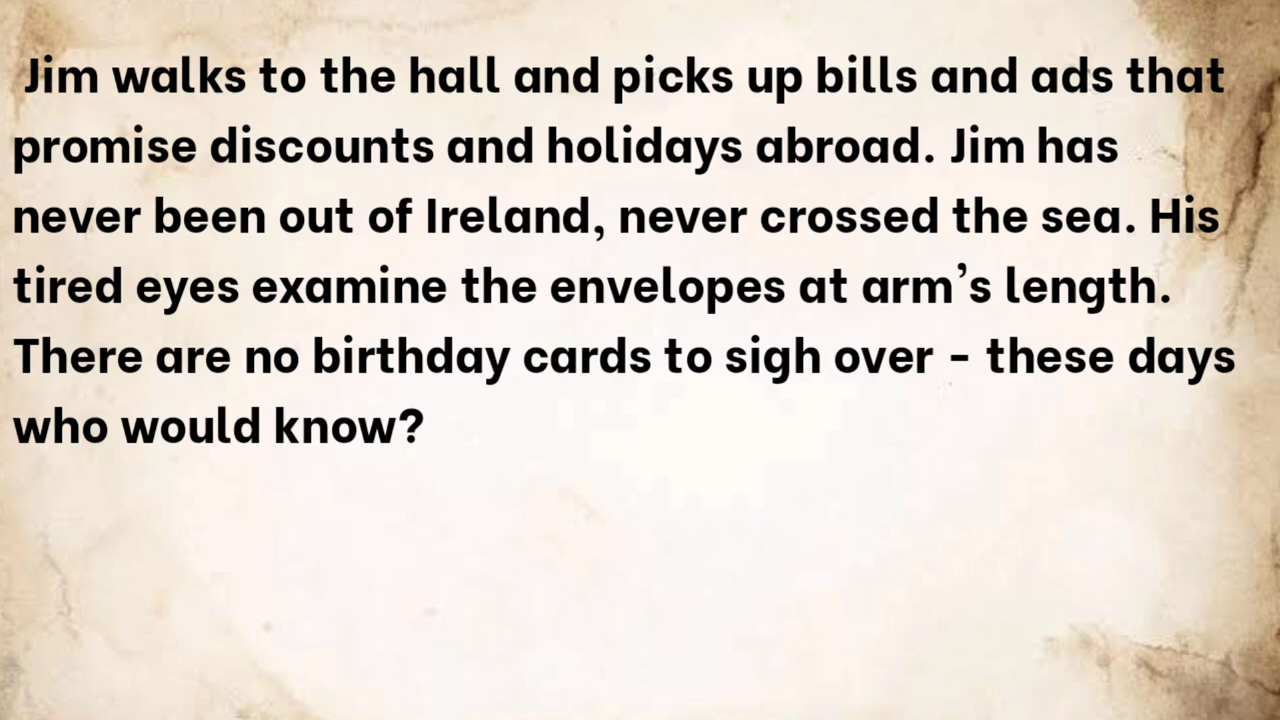 Jim walks to the hall and picks up bills and ads that
promise discounts and holidays abroad. Jim has
never been out of Ireland, never crossed the sea. His
tired eyes examine the envelopes at arm's length.
There are no birthday cards to sigh over - these days
who would know?